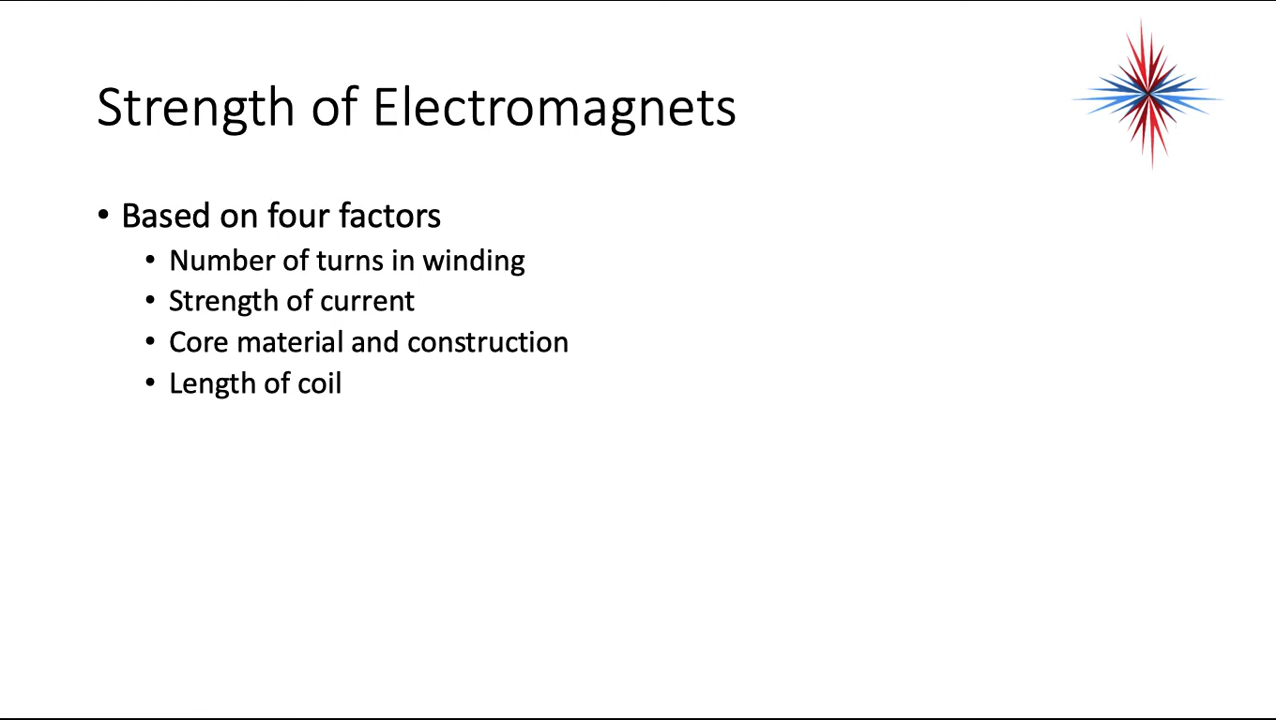 Strength of Electromagnets
• Based on four factors
• Number of turns in winding
• Strength of current
• Core material and construction
• Length of coil